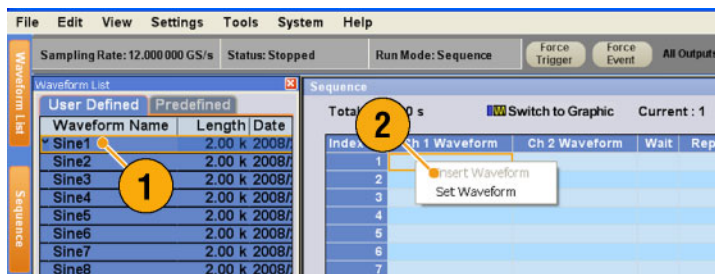 File Edit View Settings Tools System Help
Sampling Rate: 12.000 000 GS/s Status: Stopped Run Mode: Sequence Force Trigger Force Event All Outputs
Waveform List
Sequence
Waveform List
User Defined Predefined
Waveform Name Length Date
Sine1 2.00 k 2008/
Sine2 2.00 k 2008/
Sine3 2.00 k 2008/
Sine4 2.00 k 2008/
Sine5 2.00 k 2008/
Sine6 2.00 k 2008/
Sine7 2.00 k 2008/
Sine8 2.00 k 2008/
1
Sequence
Total 0 s Switch to Graphic Current : 1
2
Index Ch 1 Waveform Ch 2 Waveform Wait Rep
1
2
3
4
5
6
7
Insert Waveform
Set Waveform